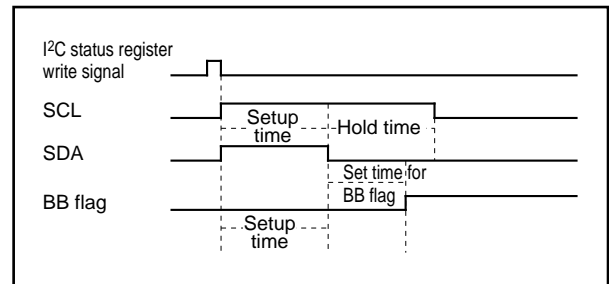 I2C status register
write signal
SCL
Setup
time
Hold time
SDA
Set time for
BB flag
BB flag
Setup
time